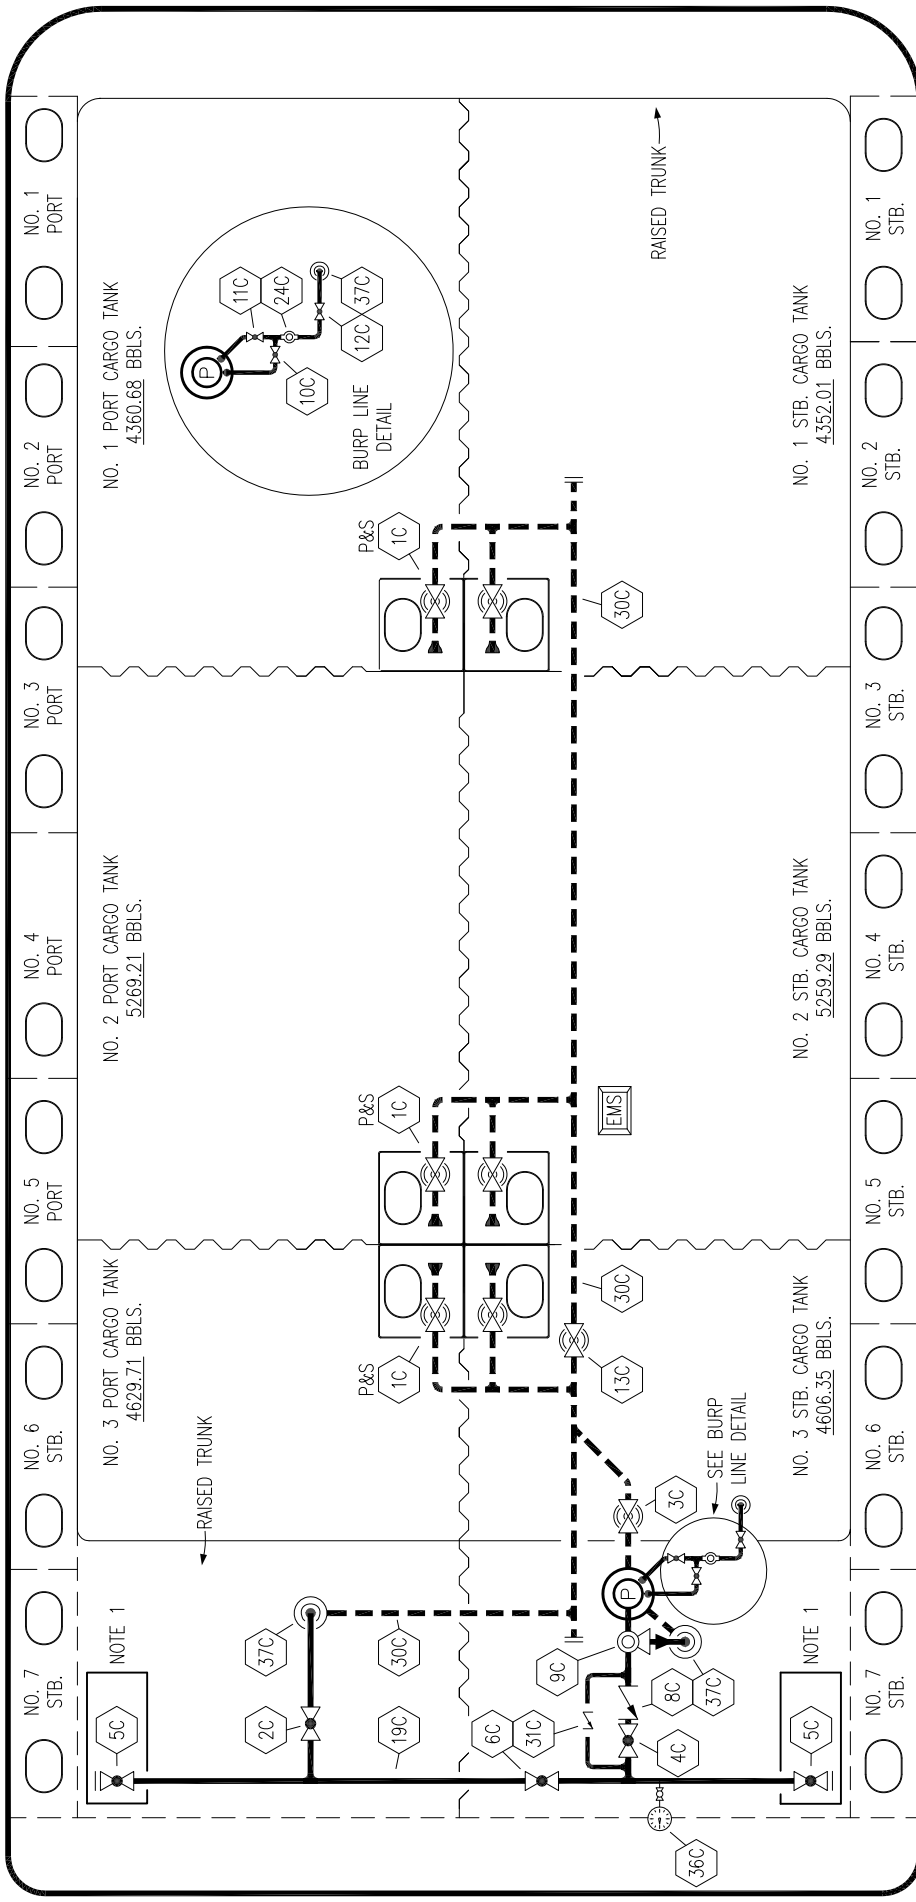 NO. 1
PORT
NO. 2
PORT
NO. 3
PORT
NO. 4
PORT
NO. 5
PORT
NO. 6
STB.
NO. 7
STB.
NO. 1 PORT CARGO TANK
4360.68 BBLS.
NO. 2 PORT CARGO TANK
5269.21 BBLS.
NO. 3 PORT CARGO TANK
4629.71 BBLS.
RAISED TRUNK
NOTE 1
5C
P
11C
24C
10C
12C
37C
BURP LINE
DETAIL
P&S
1C
P&S
1C
P&S
1C
37C
2C
30C
19C
30C
30C
13C
EMS
3C
P
9C
6C
31C
8C
37C
4C
36C
SEE BURP
LINE DETAIL
NOTE 1
5C
RAISED TRUNK
NO. 1 STB. CARGO TANK
4352.01 BBLS.
NO. 2 STB. CARGO TANK
5259.29 BBLS.
NO. 3 STB. CARGO TANK
4606.35 BBLS.
NO. 1
STB.
NO. 2
STB.
NO. 3
STB.
NO. 4
STB.
NO. 5
STB.
NO. 6
STB.
NO. 7
STB.